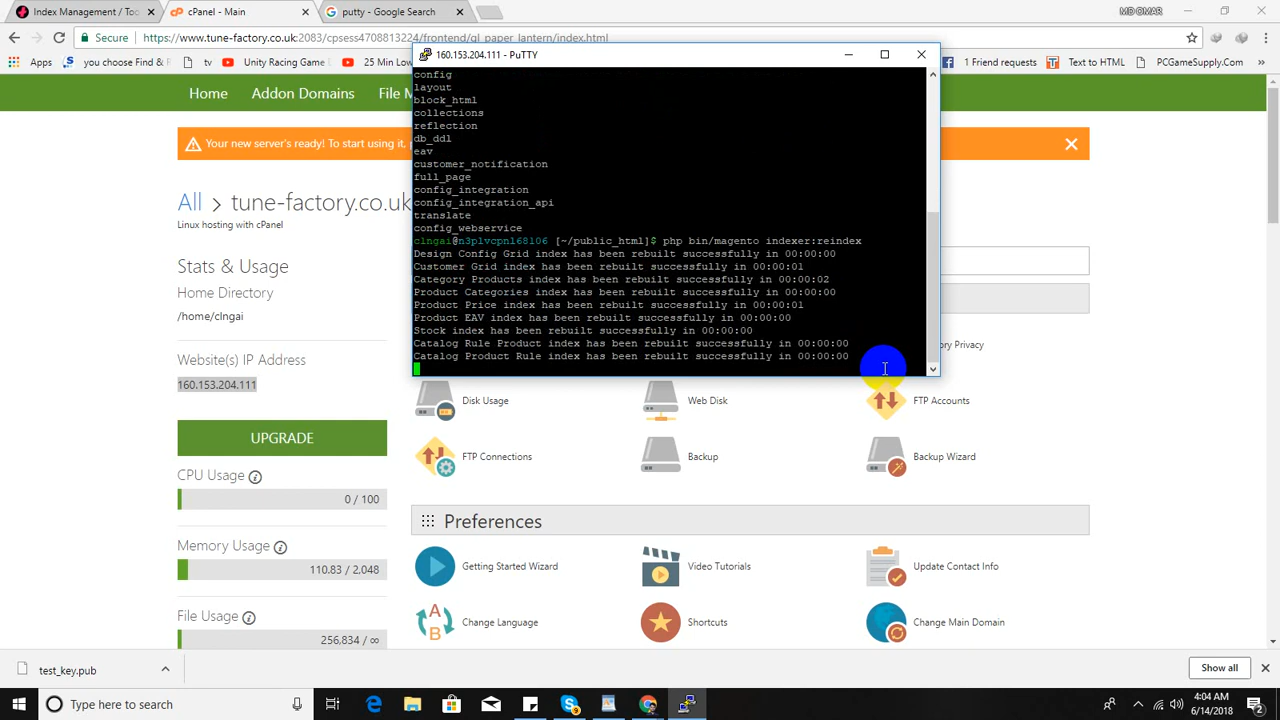 Index Management / Too
cPanel - Main
putty - Google Search
MD OMAR
Secure
https://www.tune-factory.co.uk:2083/cpsess4708813224/frontend/gl_paper_lantern/index.html
Apps
you choose Find & E
tv
Unity Racing Game
25 Min Low
1 Friend requests
Text to HTML
PCGameSupply.Com
160.153.204.111 - PuTTY
Home
Addon Domains
File M
Your new server's ready! To start using it,
All > tune-factory.co.uk
Linux hosting with cPanel
Stats & Usage
Home Directory
/home/clngai
Website(s) IP Address
160.153.204.111
UPGRADE
CPU Usage
0 / 100
Memory Usage
110.83 / 2,048
File Usage
256,834 / ∞
config
layout
block_html
collections
reflection
db_ddl
eav
customer_notification
full_page
config_integration
config_integration_api
translate
config_webservice
clngai@n3plvcpnl68106 [~/public_html]$ php bin/magento indexer:reindex
Design Config Grid index has been rebuilt successfully in 00:00:00
Customer Grid index has been rebuilt successfully in 00:00:01
Category Products index has been rebuilt successfully in 00:00:02
Product Categories index has been rebuilt successfully in 00:00:00
Product Price index has been rebuilt successfully in 00:00:01
Product EAV index has been rebuilt successfully in 00:00:00
Stock index has been rebuilt successfully in 00:00:00
Catalog Rule Product index has been rebuilt successfully in 00:00:00
Catalog Product Rule index has been rebuilt successfully in 00:00:00
ory Privacy
Disk Usage
Web Disk
FTP Accounts
FTP Connections
Backup
Backup Wizard
Preferences
Getting Started Wizard
Video Tutorials
Update Contact Info
A
B
Change Language
Shortcuts
Change Main Domain
test_key.pub
Show all
Type here to search
4:04 AM
6/14/2018